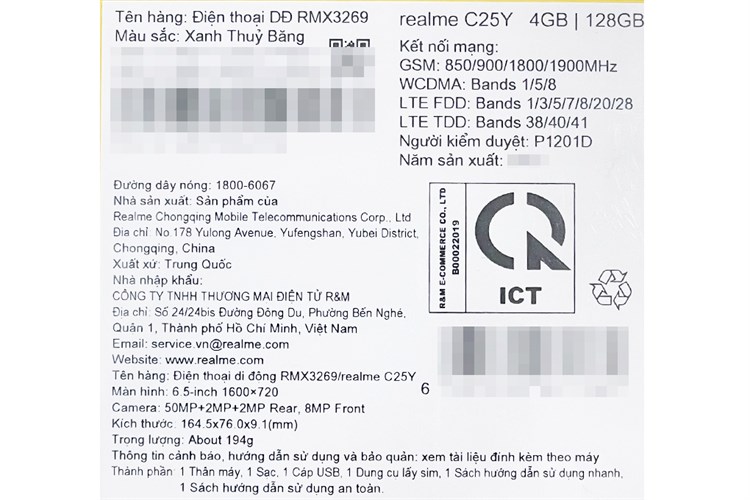 Tên hàng: Điện thoại DĐ RMX3269
Màu sắc: Xanh Thuỷ Băng
realme C25Y 4GB | 128GB
Kết nối mạng:
GSM: 850/900/1800/1900MHz
WCDMA: Bands 1/5/8
LTE FDD: Bands 1/3/5/7/8/20/28
LTE TDD: Bands 38/40/41
Người kiểm duyệt: P1201D
Năm sản xuất:
Đường dây nóng: 1800-6067
Nhà sản xuất: Sản phẩm của
Realme Chongqing Mobile Telecommunications Corp., Ltd
Địa chỉ: No.178 Yulong Avenue, Yufengshan, Yubei District,
Chongqing, China
Xuất xứ: Trung Quốc
Nhà nhập khẩu:
CÔNG TY TNHH THƯƠNG MẠI ĐIỆN TỬ R&M
Địa chỉ: Số 24/24bis Đường Đông Du, Phường Bến Nghé,
Quận 1, Thành phố Hồ Chí Minh, Việt Nam
Email: service.vn@realme.com
Website: www.realme.com
Tên hàng: Điện thoại di động RMX3269/realme C25Y
Màn hình: 6.5-inch 1600×720
Camera: 50MP+2MP+2MP Rear, 8MP Front
Kích thước: 164.5x76.0x9.1(mm)
Trọng lượng: About 194g
Thông tin cảnh báo, hướng dẫn sử dụng và bảo quản: xem tài liệu đính kèm theo máy
Thành phần: 1 Thân máy, 1 Sạc, 1 Cáp USB, 1 Dụng cụ lấy sim, 1 Sách hướng dẫn sử dụng nhanh,
1 Sách hướng dẫn sử dụng an toàn.
R&M E-COMMERCE CO., LTD
B00022019
ICT
6